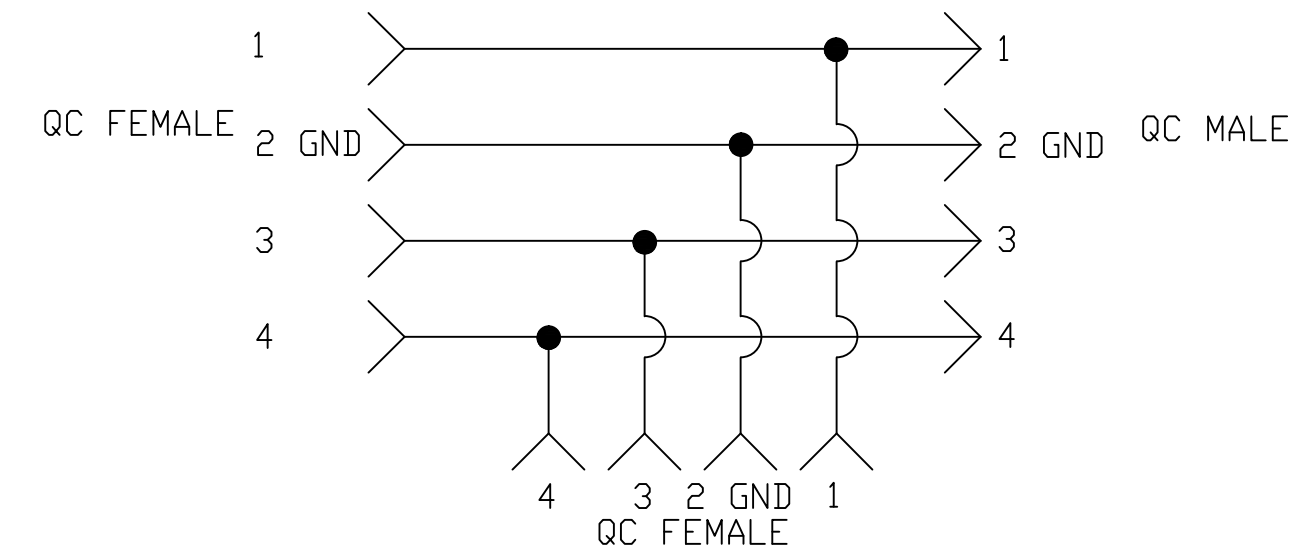 1 1
QC FEMALE 2 GND 2 GND QC MALE
3 3
4 4
4 3 2 GND 1
QC FEMALE